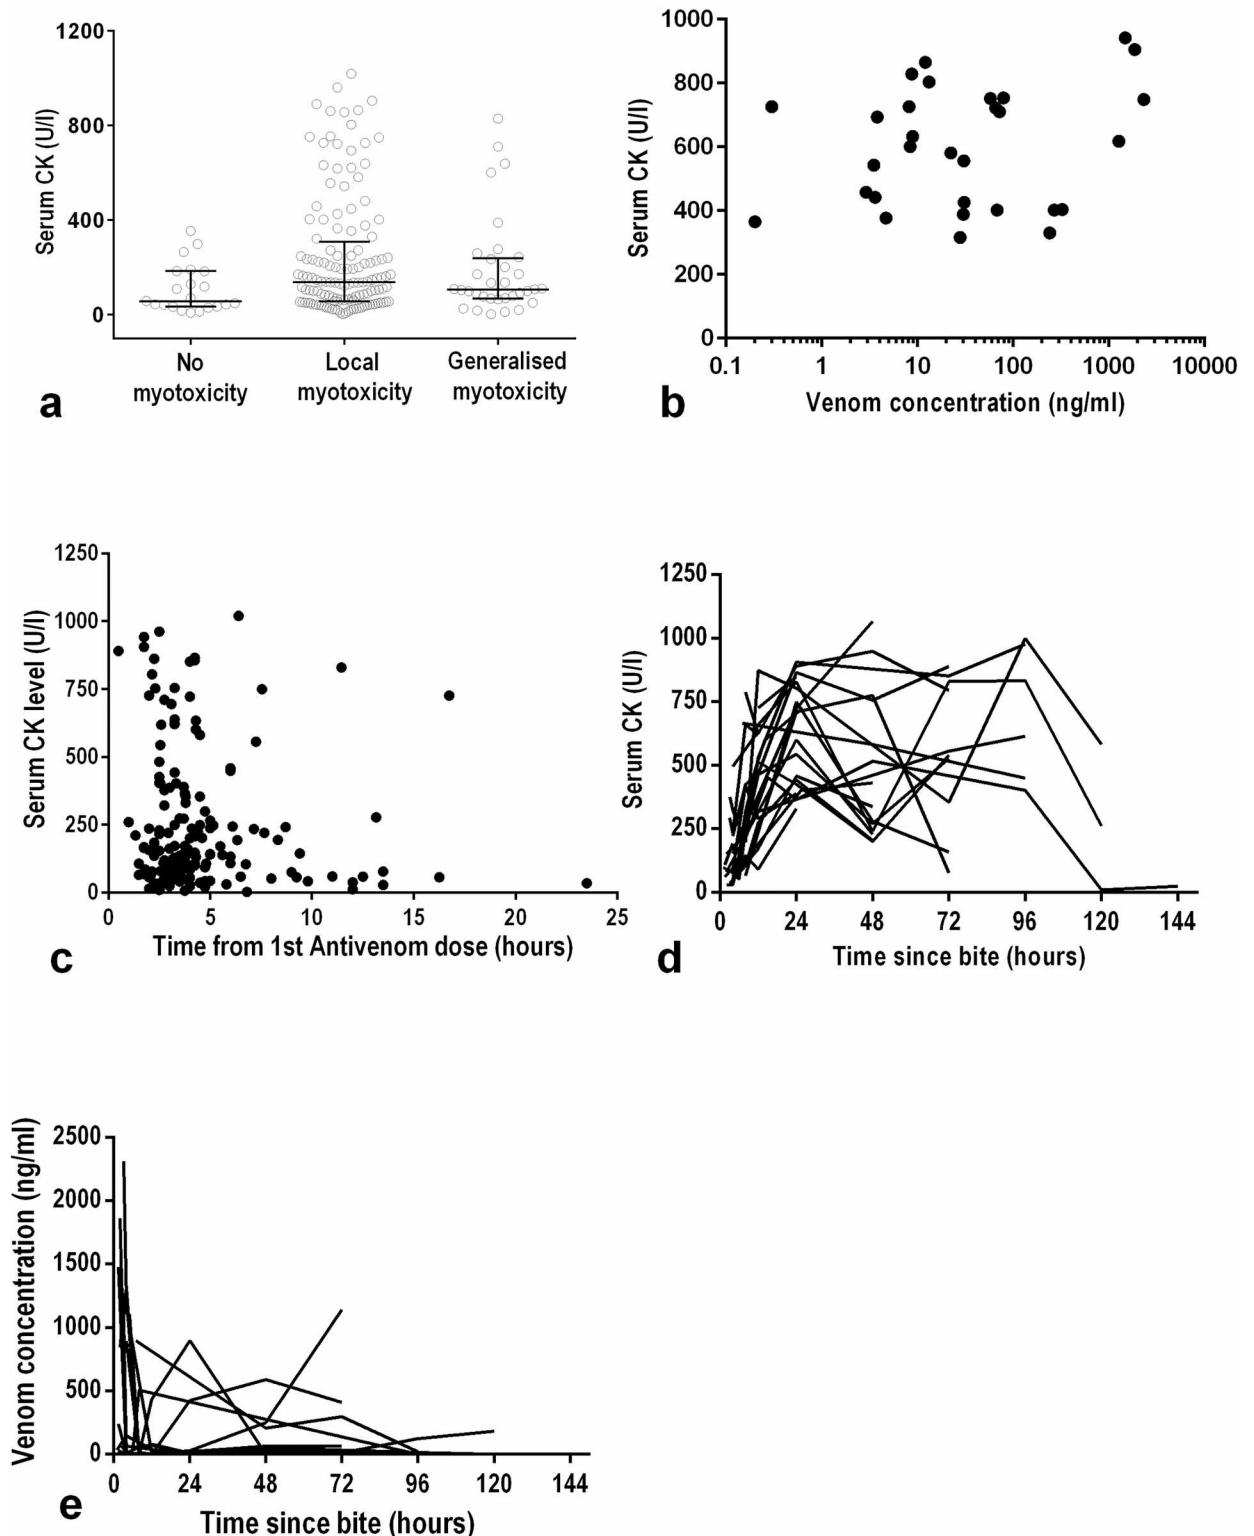 1200
800
400
0
Serum CK (U/l)
No
myotoxicity
Local
myotoxicity
Generalised
myotoxicity
a
1000
800
600
400
200
0
Serum CK (U/l)
0.1 1 10 100 1000 10000
Venom concentration (ng/ml)
b
1250
1000
750
500
250
0
Serum CK level (U/l)
0 5 10 15 20 25
Time from 1st Antivenom dose (hours)
c
1250
1000
750
500
250
0
Serum CK (U/l)
0 24 48 72 96 120 144
Time since bite (hours)
d
2500
2000
1500
1000
500
0
Venom concentration (ng/ml)
0 24 48 72 96 120 144
Time since bite (hours)
e